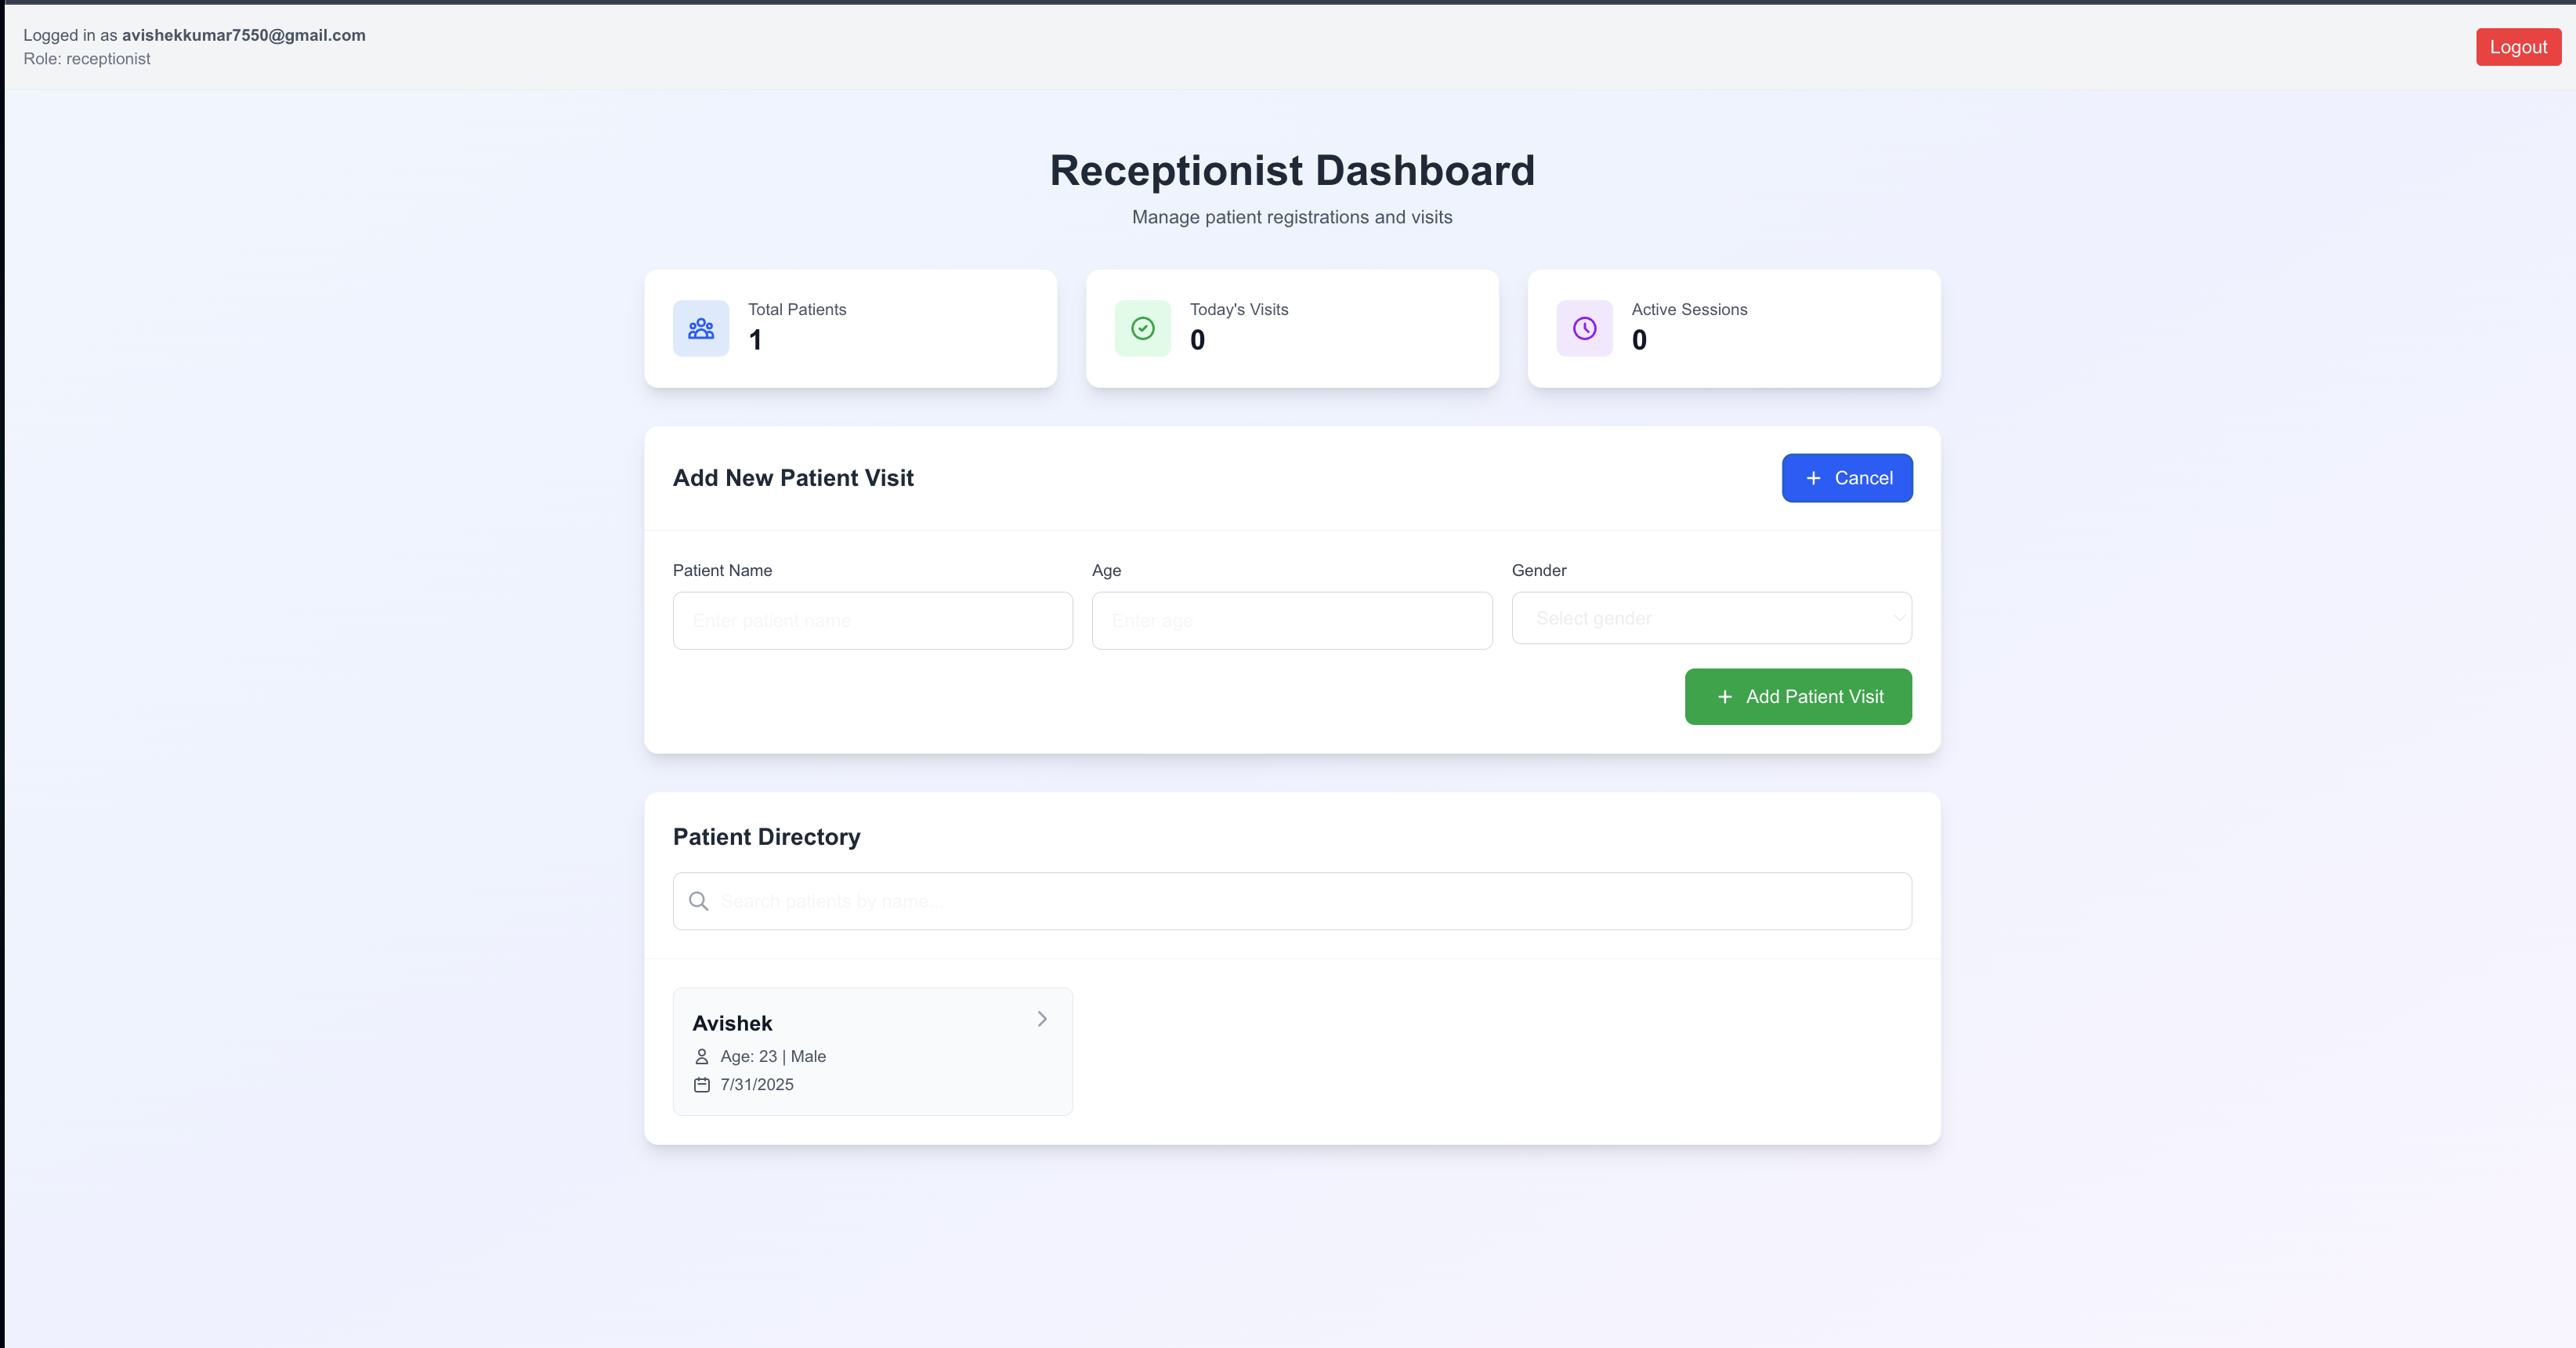 Logged in as avishekkumar7550@gmail.com
Role: receptionist
Logout
Receptionist Dashboard
Manage patient registrations and visits
Total Patients
1
Today's Visits
0
Active Sessions
0
Add New Patient Visit
Cancel
Patient Name
Age
Gender
Enter patient name
Enter age
Select gender
Add Patient Visit
Patient Directory
Search patients by name...
Avishek
Age: 23 | Male
7/31/2025